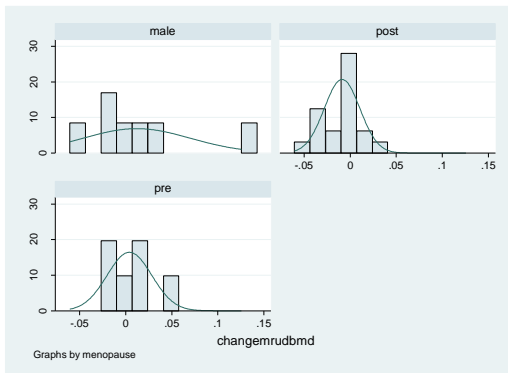 male
post
0 10 20 30
-.05 0 .05 .1 .15
pre
0 10 20 30
-.05 0 .05 .1 .15
changemrudbmd
Graphs by menopause